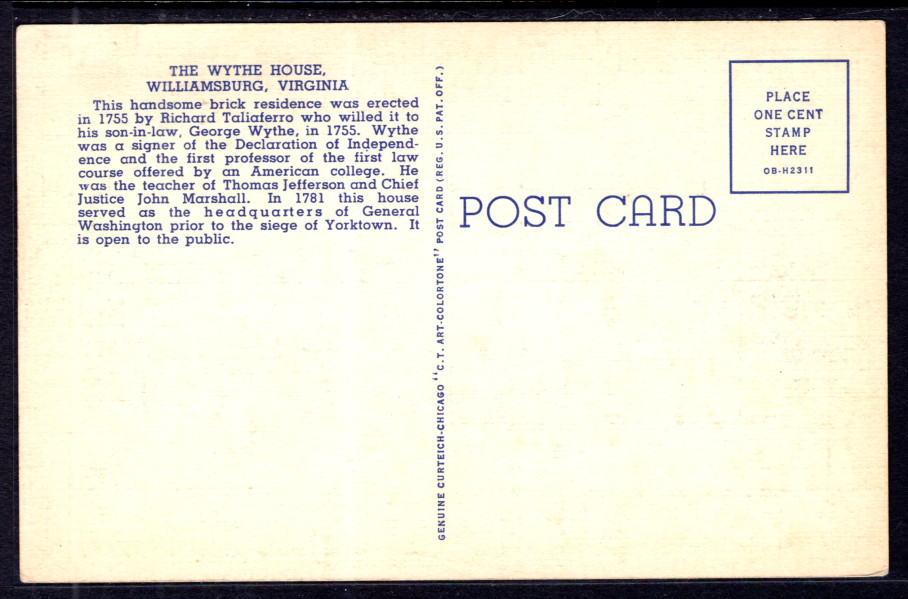 THE WYTHE HOUSE,
WILLIAMSBURG, VIRGINIA
This handsome brick residence was erected
in 1755 by Richard Taliaferro who willed it to
his son-in-law, George Wythe, in 1755. Wythe
was a signer of the Declaration of Independ-
ence and the first professor of the first law
course offered by an American college. He
was the teacher of Thomas Jefferson and Chief
Justice John Marshall. In 1781 this house
served as the headquarters of General
Washington prior to the siege of Yorktown. It
is open to the public.
GENUINE CURTEICH-CHICAGO "C.T. ART-COLORTONE" POST CARD (REG. U.S. PAT. OFF.)
POST CARD
PLACE
ONE CENT
STAMP
HERE
OB-H2311